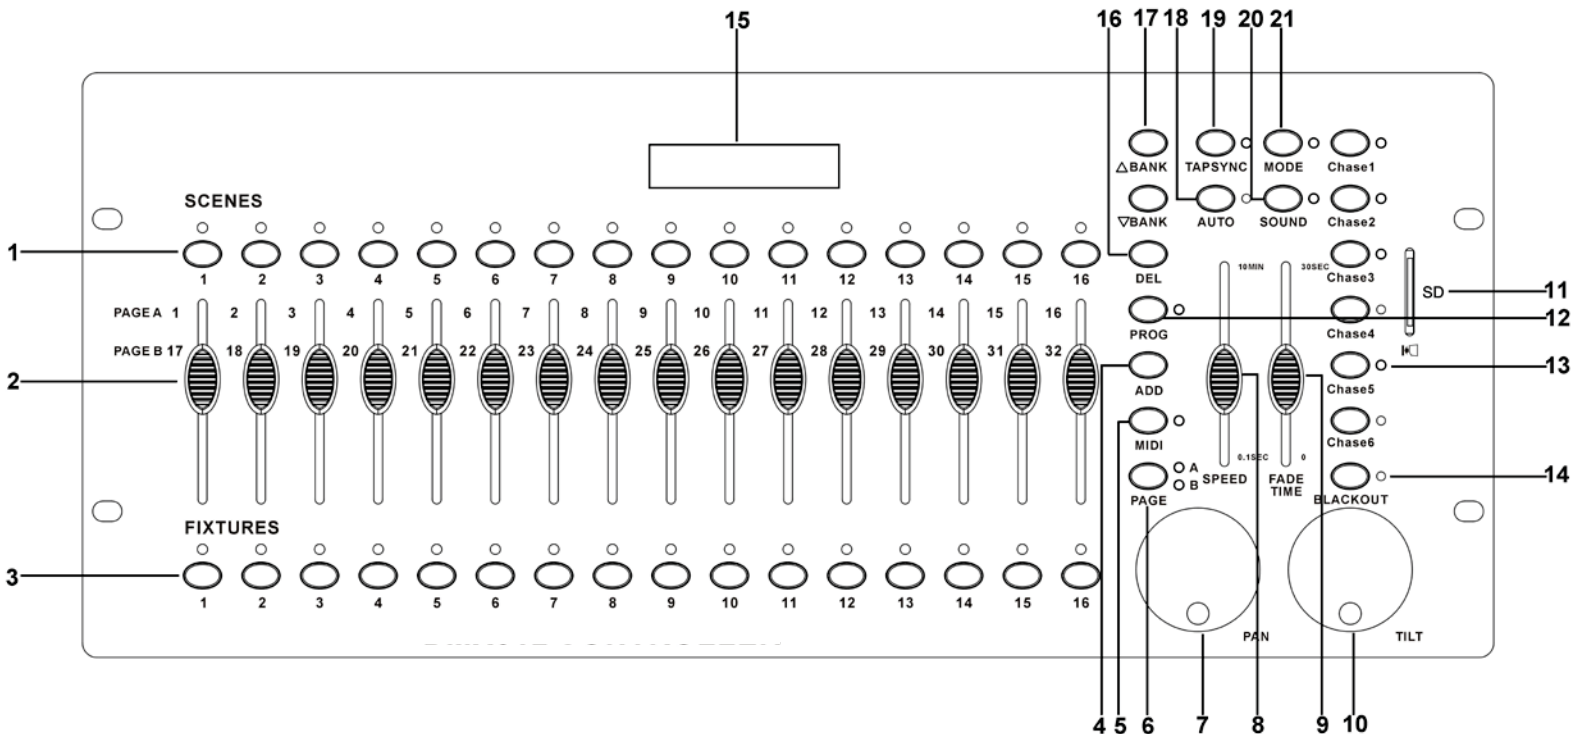 15
16 17 18 19 20 21
△BANK TAPSYNC MODE Chase1
▽BANK AUTO SOUND Chase2
SCENES
1
1 2 3 4 5 6 7 8 9 10 11 12 13 14 15 16
DEL 10MIN 30SEC Chase3
SD 11
PAGE A 1 2 3 4 5 6 7 8 9 10 11 12 13 14 15 16
12
PROG Chase4
PAGE B 17 18 19 20 21 22 23 24 25 26 27 28 29 30 31 32
2
13
ADD Chase5
MIDI Chase6
0.1SEC 0
A
B
PAGE SPEED FADE TIME BLACKOUT
14
FIXTURES
3
1 2 3 4 5 6 7 8 9 10 11 12 13 14 15 16
PAN TILT
4 5 6 7 8 9 10